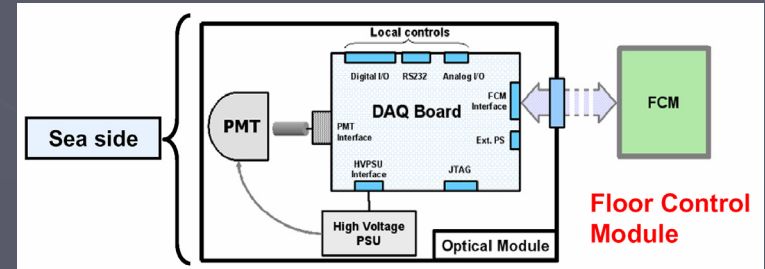 Local controls
Digital I/O RS232 Analog I/O
FCM
Interface
DAQ Board
FCM
PMT
PMT
Interface
Sea side
Ext. PS
HVPSU
Interface
JTAG
Floor Control
Module
High Voltage
PSU
Optical Module